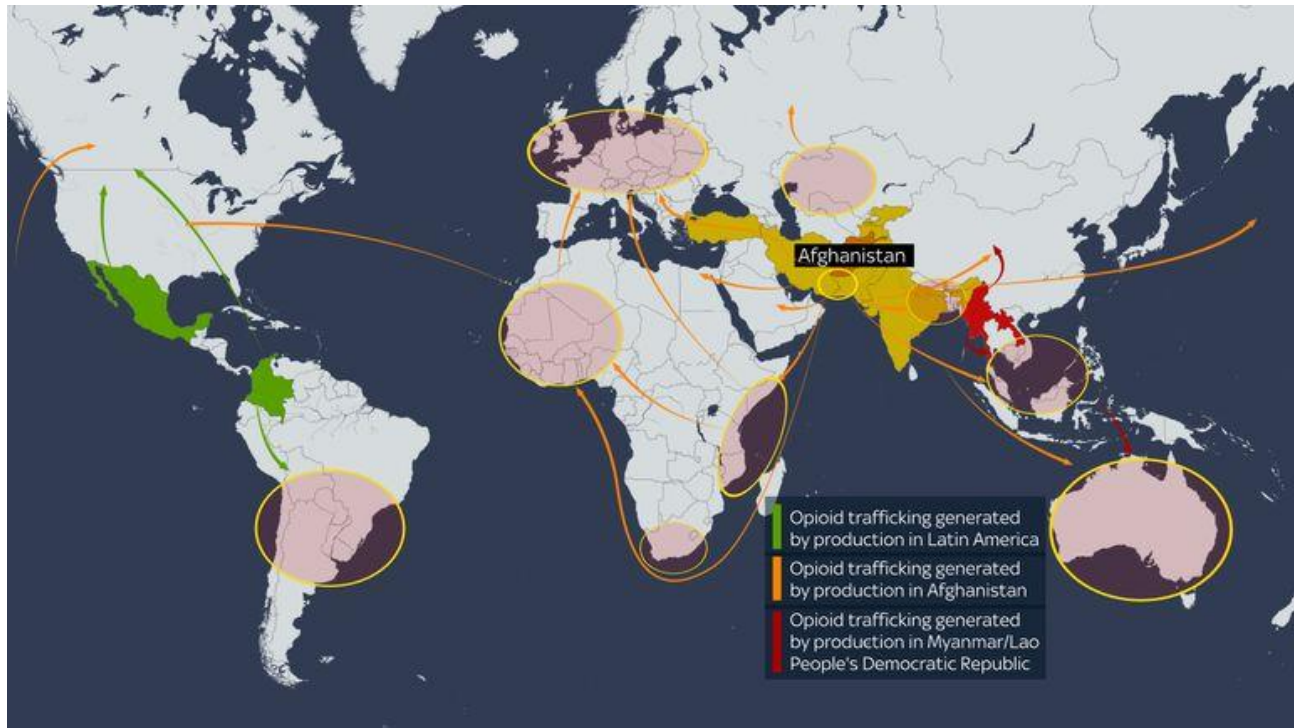 Afghanistan
Opioid trafficking generated
by production in Latin America
Opioid trafficking generated
by production in Afghanistan
Opioid trafficking generated
by production in Myanmar/Lao
People's Democratic Republic